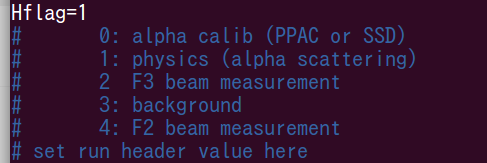 Hflag=1
#       0: alpha calib (PPAC or SSD)
#       1: physics (alpha scattering)
#       2  F3 beam measurement
#       3: background
#       4: F2 beam measurement
# set run header value here